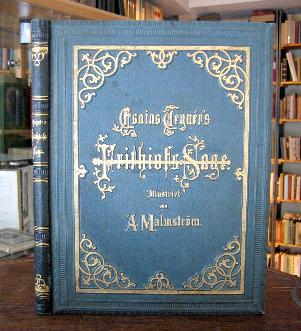 Esaias Tegnér's
Frithiofs-Sage
Illustrirt
von
A. Malmström.